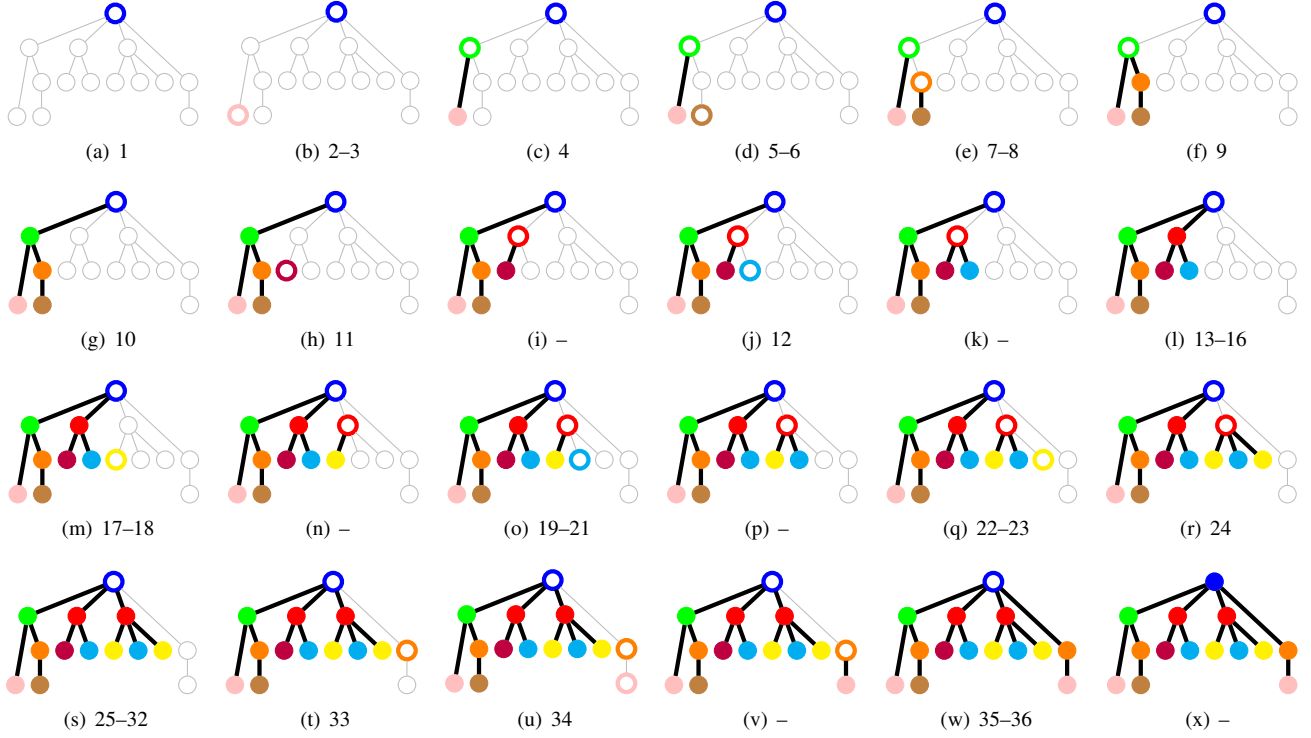 (a) 1 (b) 2–3 (c) 4 (d) 5–6 (e) 7–8 (f) 9
(g) 10 (h) 11 (i) – (j) 12 (k) – (l) 13–16
(m) 17–18 (n) – (o) 19–21 (p) – (q) 22–23 (r) 24
(s) 25–32 (t) 33 (u) 34 (v) – (w) 35–36 (x) –